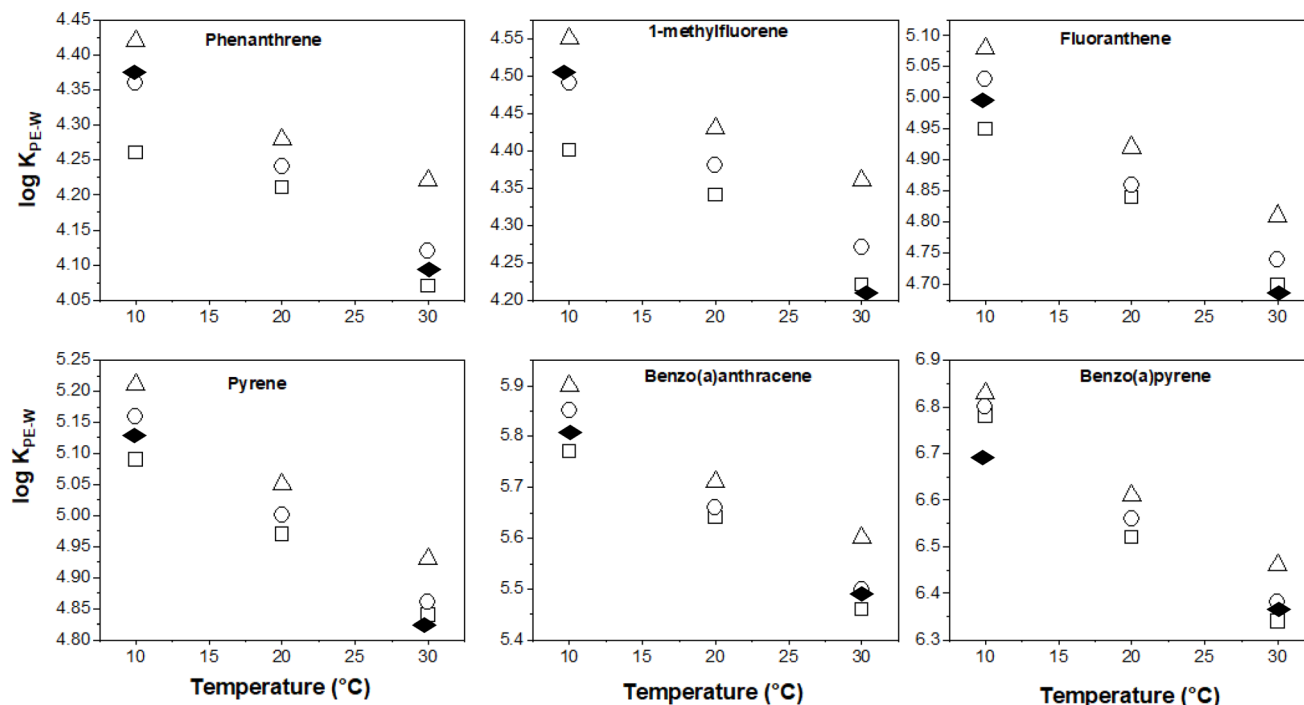 Phenanthrene
log K_PE-W
4.45
4.40
4.35
4.30
4.25
4.20
4.15
4.10
4.05
10 15 20 25 30
1-methylfluorene
4.55
4.50
4.45
4.40
4.35
4.30
4.25
4.20
10 15 20 25 30
Fluoranthene
5.10
5.05
5.00
4.95
4.90
4.85
4.80
4.75
4.70
10 15 20 25 30
Pyrene
log K_PE-W
5.25
5.20
5.15
5.10
5.05
5.00
4.95
4.90
4.85
4.80
10 15 20 25 30
Temperature (°C)
Benzo(a)anthracene
5.9
5.8
5.7
5.6
5.5
5.4
10 15 20 25 30
Temperature (°C)
Benzo(a)pyrene
6.9
6.8
6.7
6.6
6.5
6.4
6.3
10 15 20 25 30
Temperature (°C)